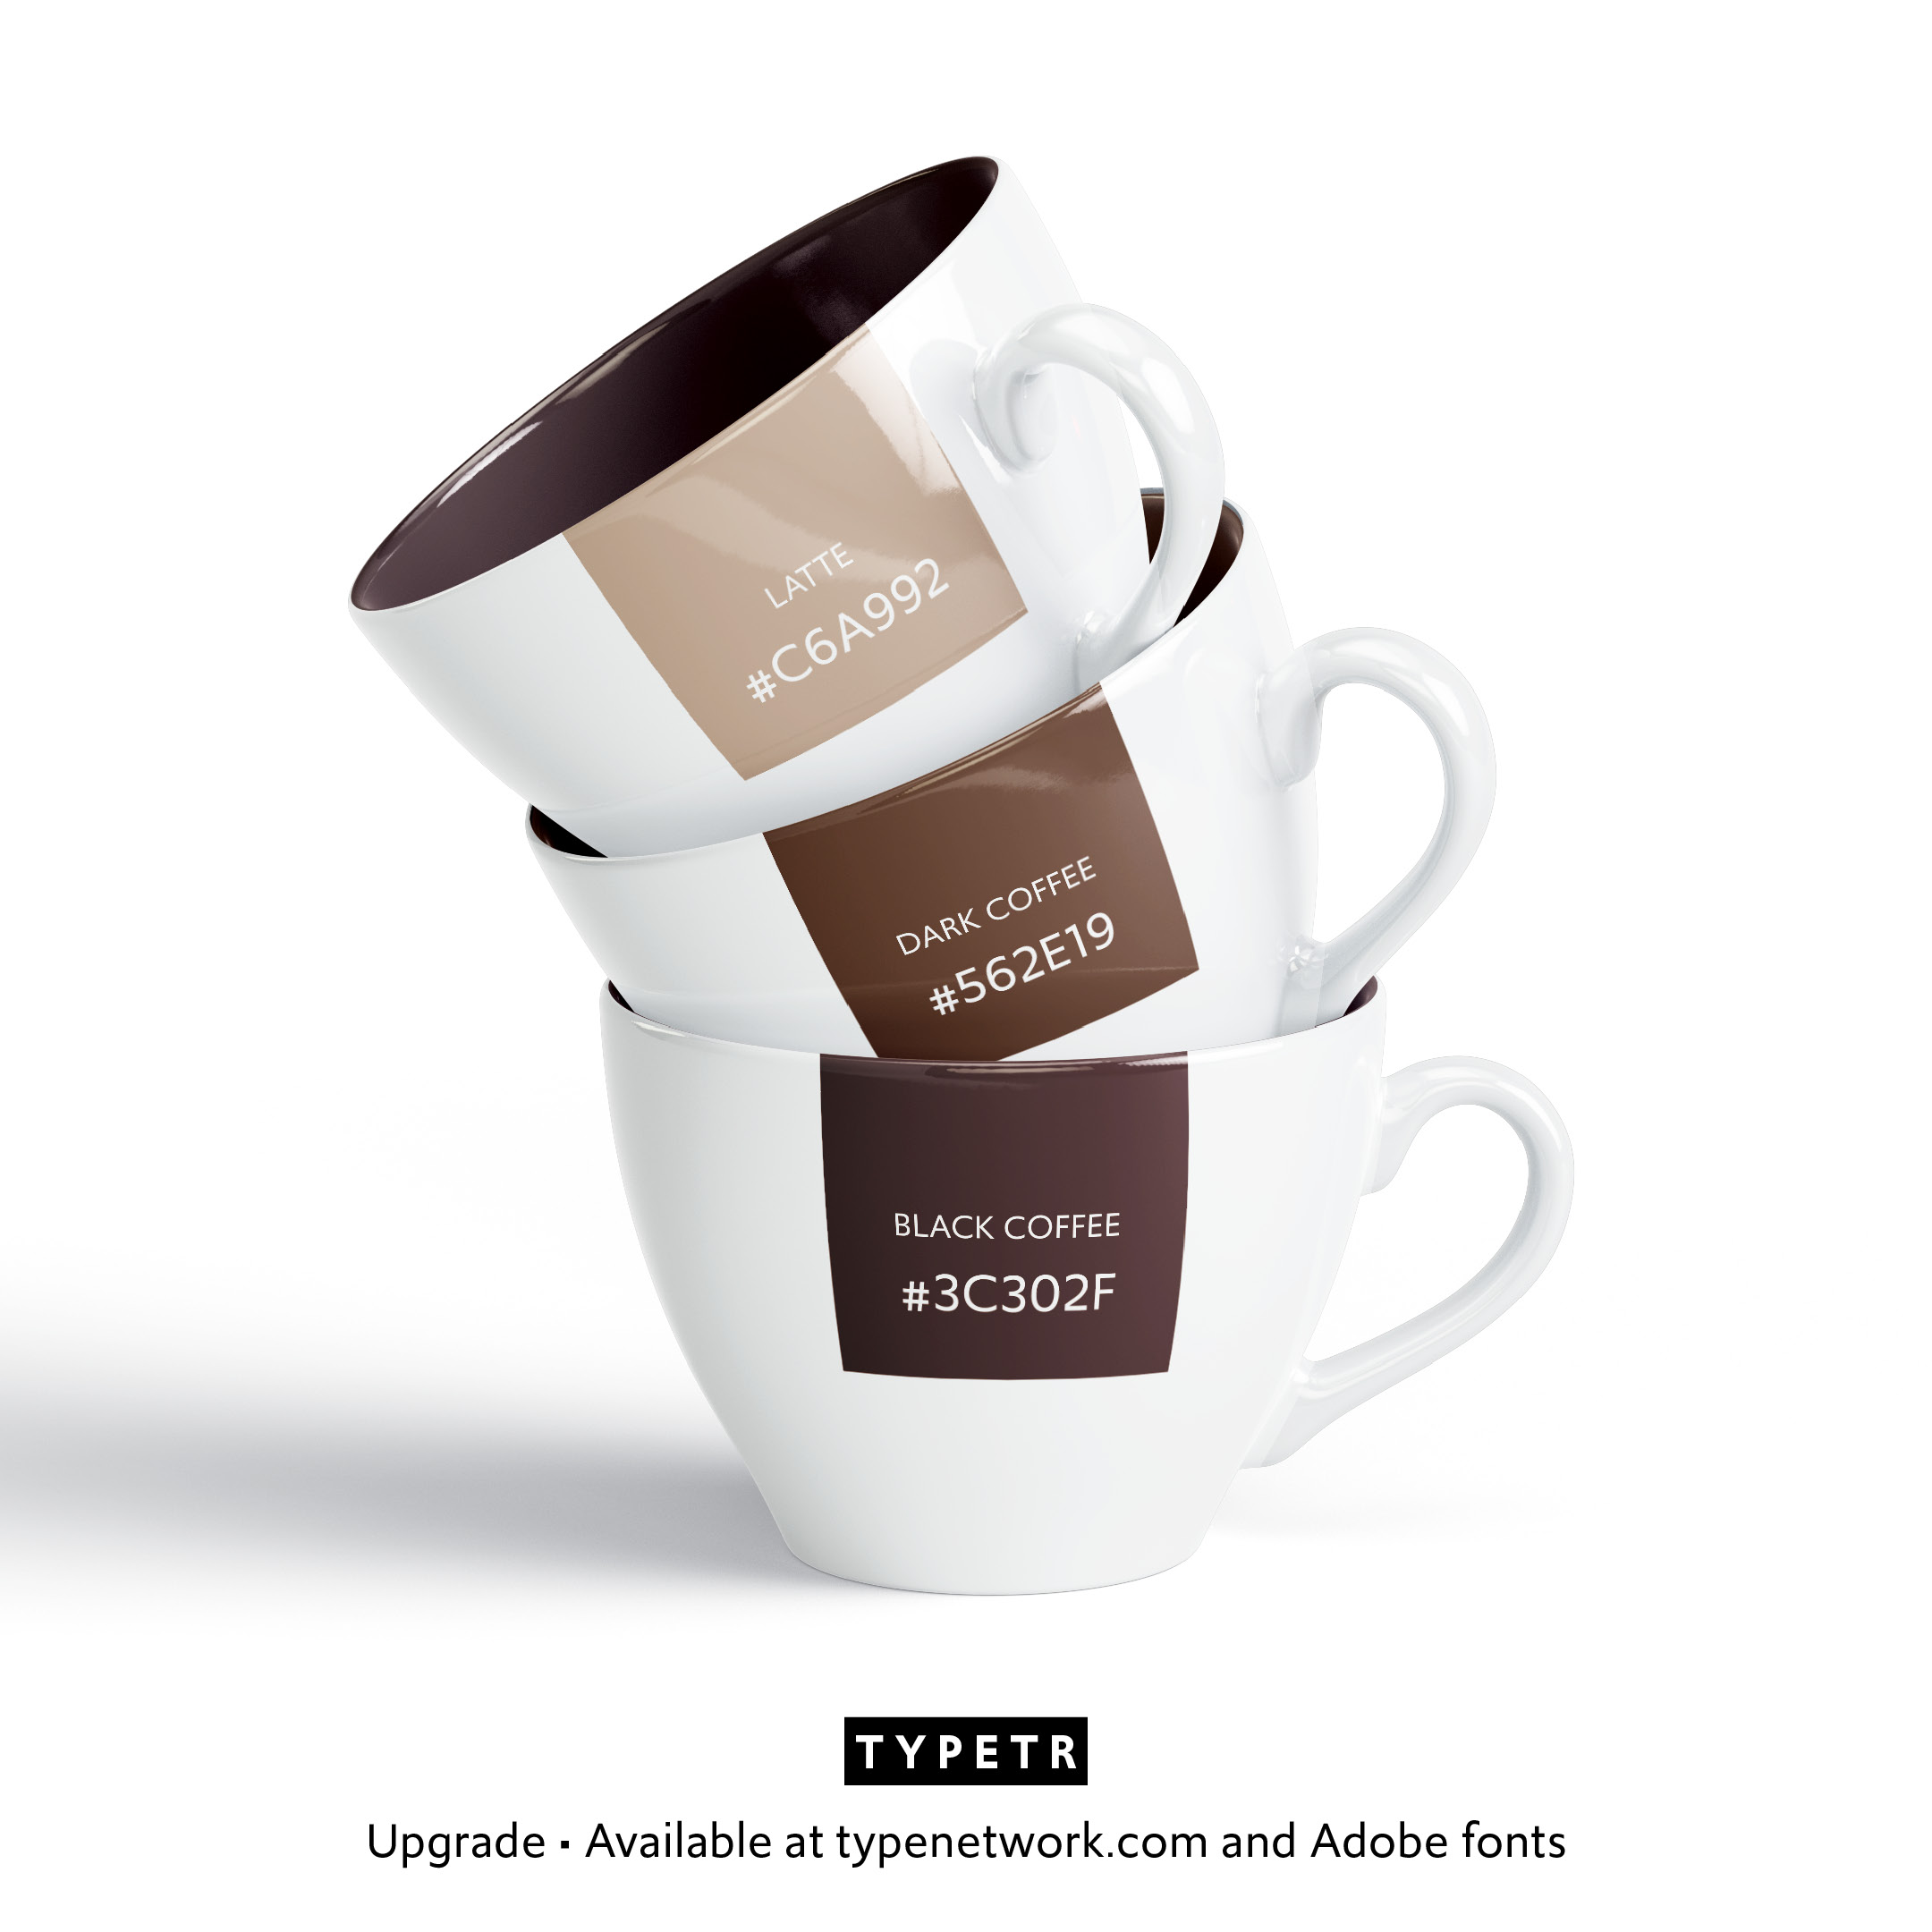 LATTE
#C6A992
DARK COFFEE
#562E19
BLACK COFFEE
#3C302F
TYPETR
Upgrade ▪ Available at typenetwork.com and Adobe fonts